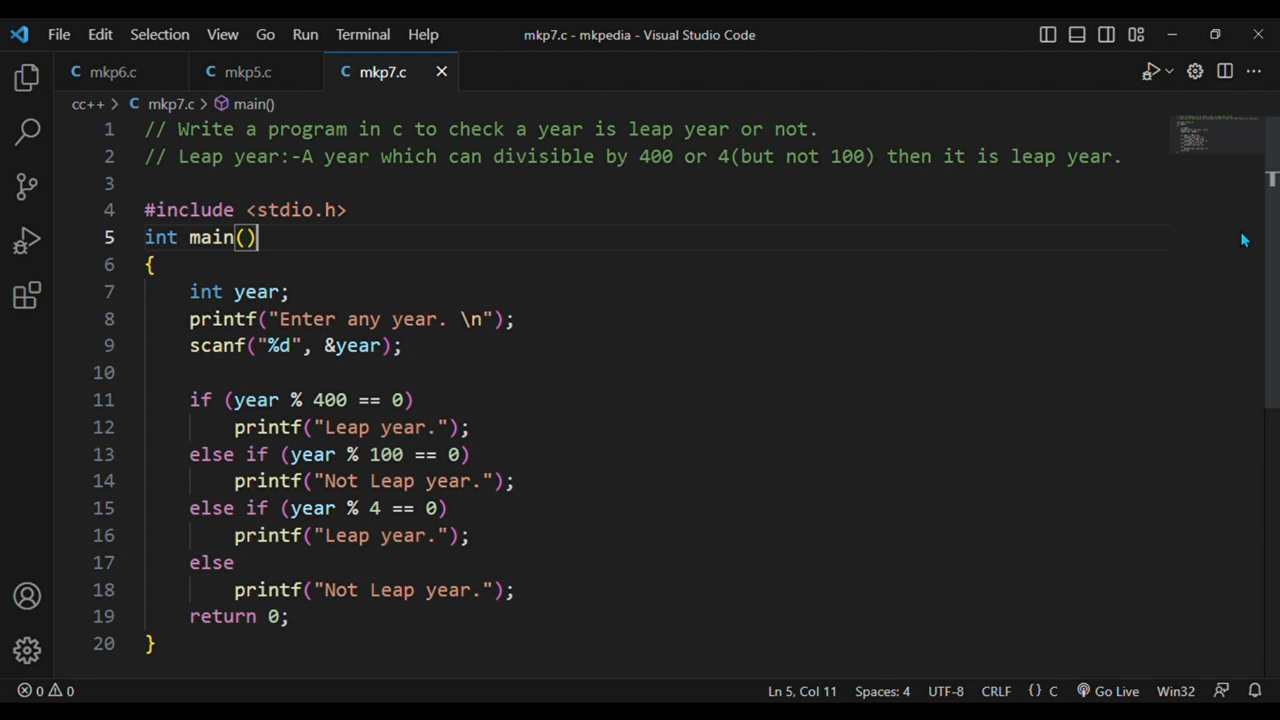 File Edit Selection View Go Run Terminal Help mkp7.c - mkpedia - Visual Studio Code
C mkp6.c C mkp5.c C mkp7.c
cc++ > C mkp7.c > main()
1 // Write a program in c to check a year is leap year or not.
2 // Leap year:-A year which can divisible by 400 or 4(but not 100) then it is leap year.
3
4 #include <stdio.h>
5 int main()
6 {
7 int year;
8 printf("Enter any year. \n");
9 scanf("%d", &year);
10
11 if (year % 400 == 0)
12 printf("Leap year.");
13 else if (year % 100 == 0)
14 printf("Not Leap year.");
15 else if (year % 4 == 0)
16 printf("Leap year.");
17 else
18 printf("Not Leap year.");
19 return 0;
20 }
0 0 Ln 5, Col 11 Spaces: 4 UTF-8 CRLF {} C Go Live Win32